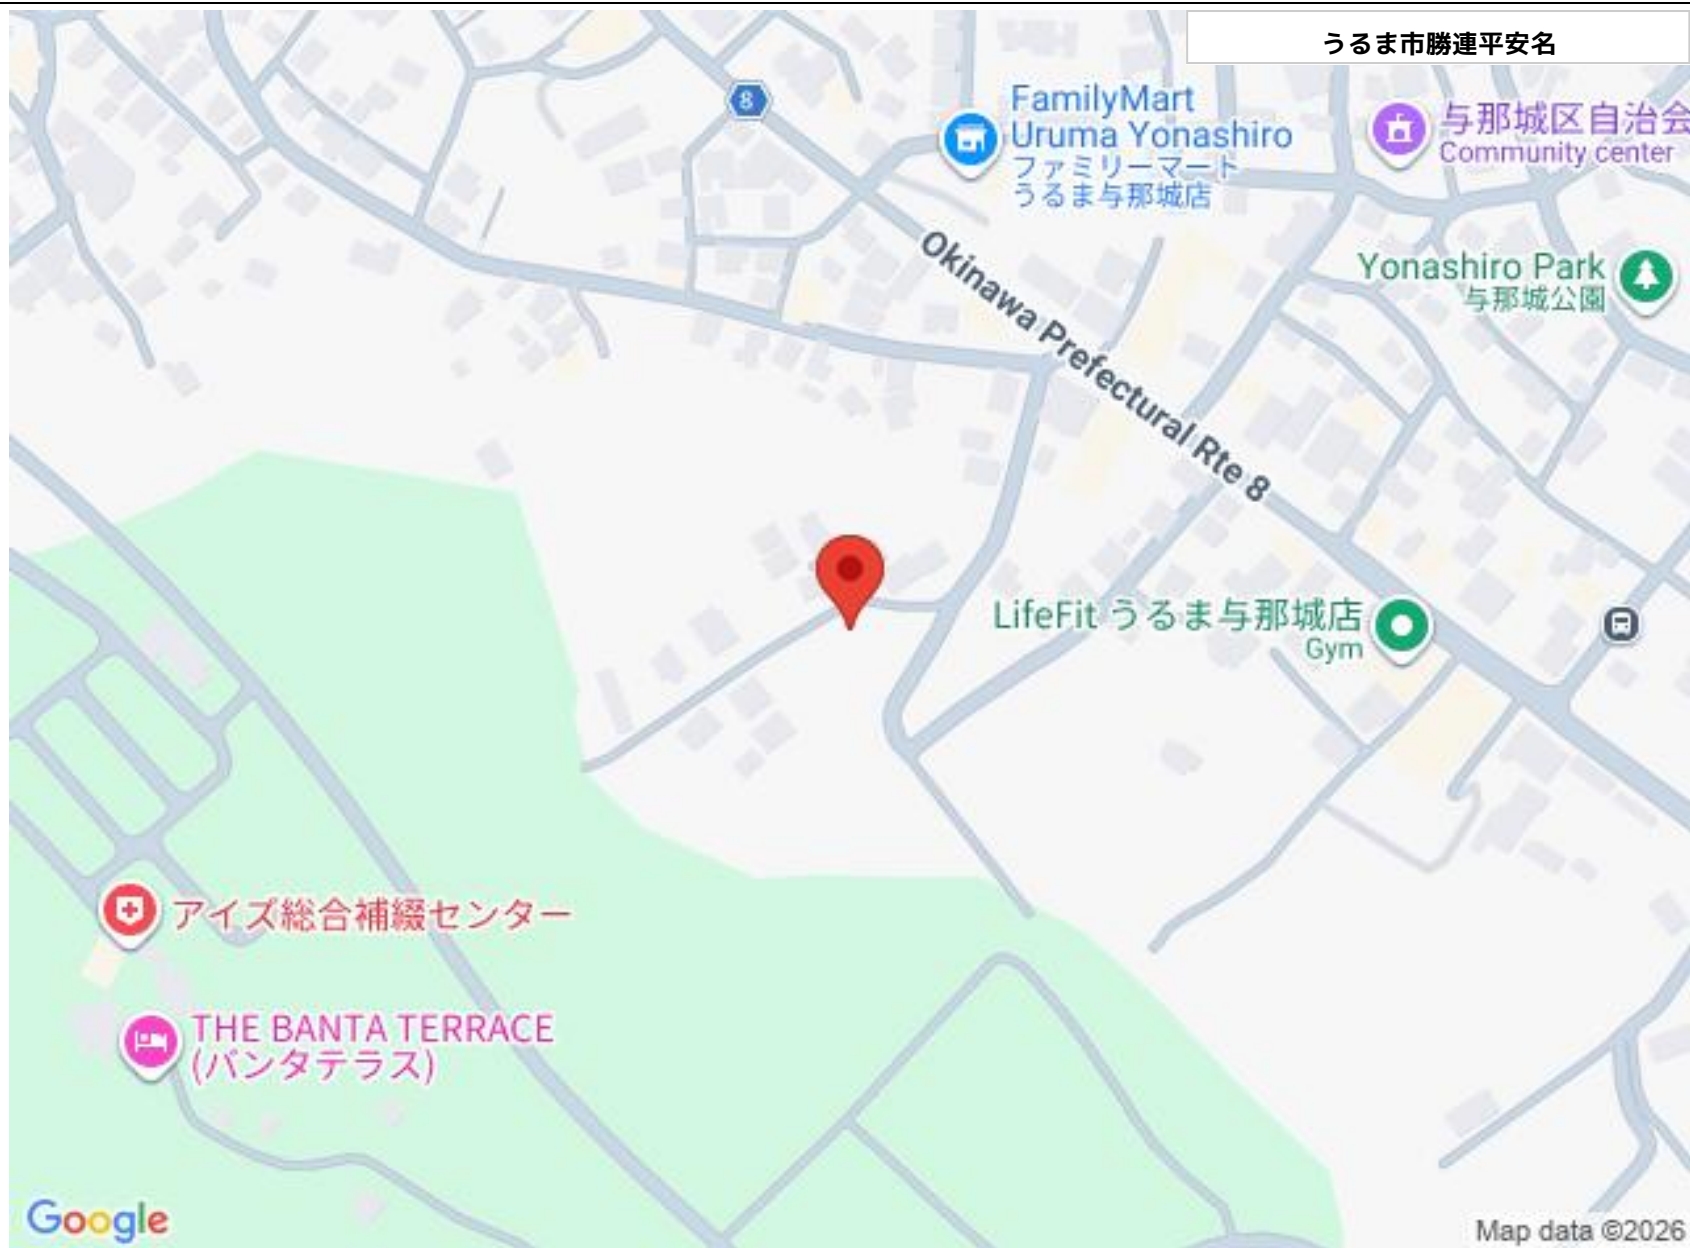 うるま市勝連平安名
8
FamilyMart
Uruma Yonashiro
ファミリーマート
うるま与那城店
与那城区自治会
Community center
Okinawa Prefectural Rte 8
Yonashiro Park
与那城公園
LifeFit うるま与那城店
Gym
アイズ総合補綴センター
THE BANTA TERRACE
(バンタテラス)
Google
Map data ©2026